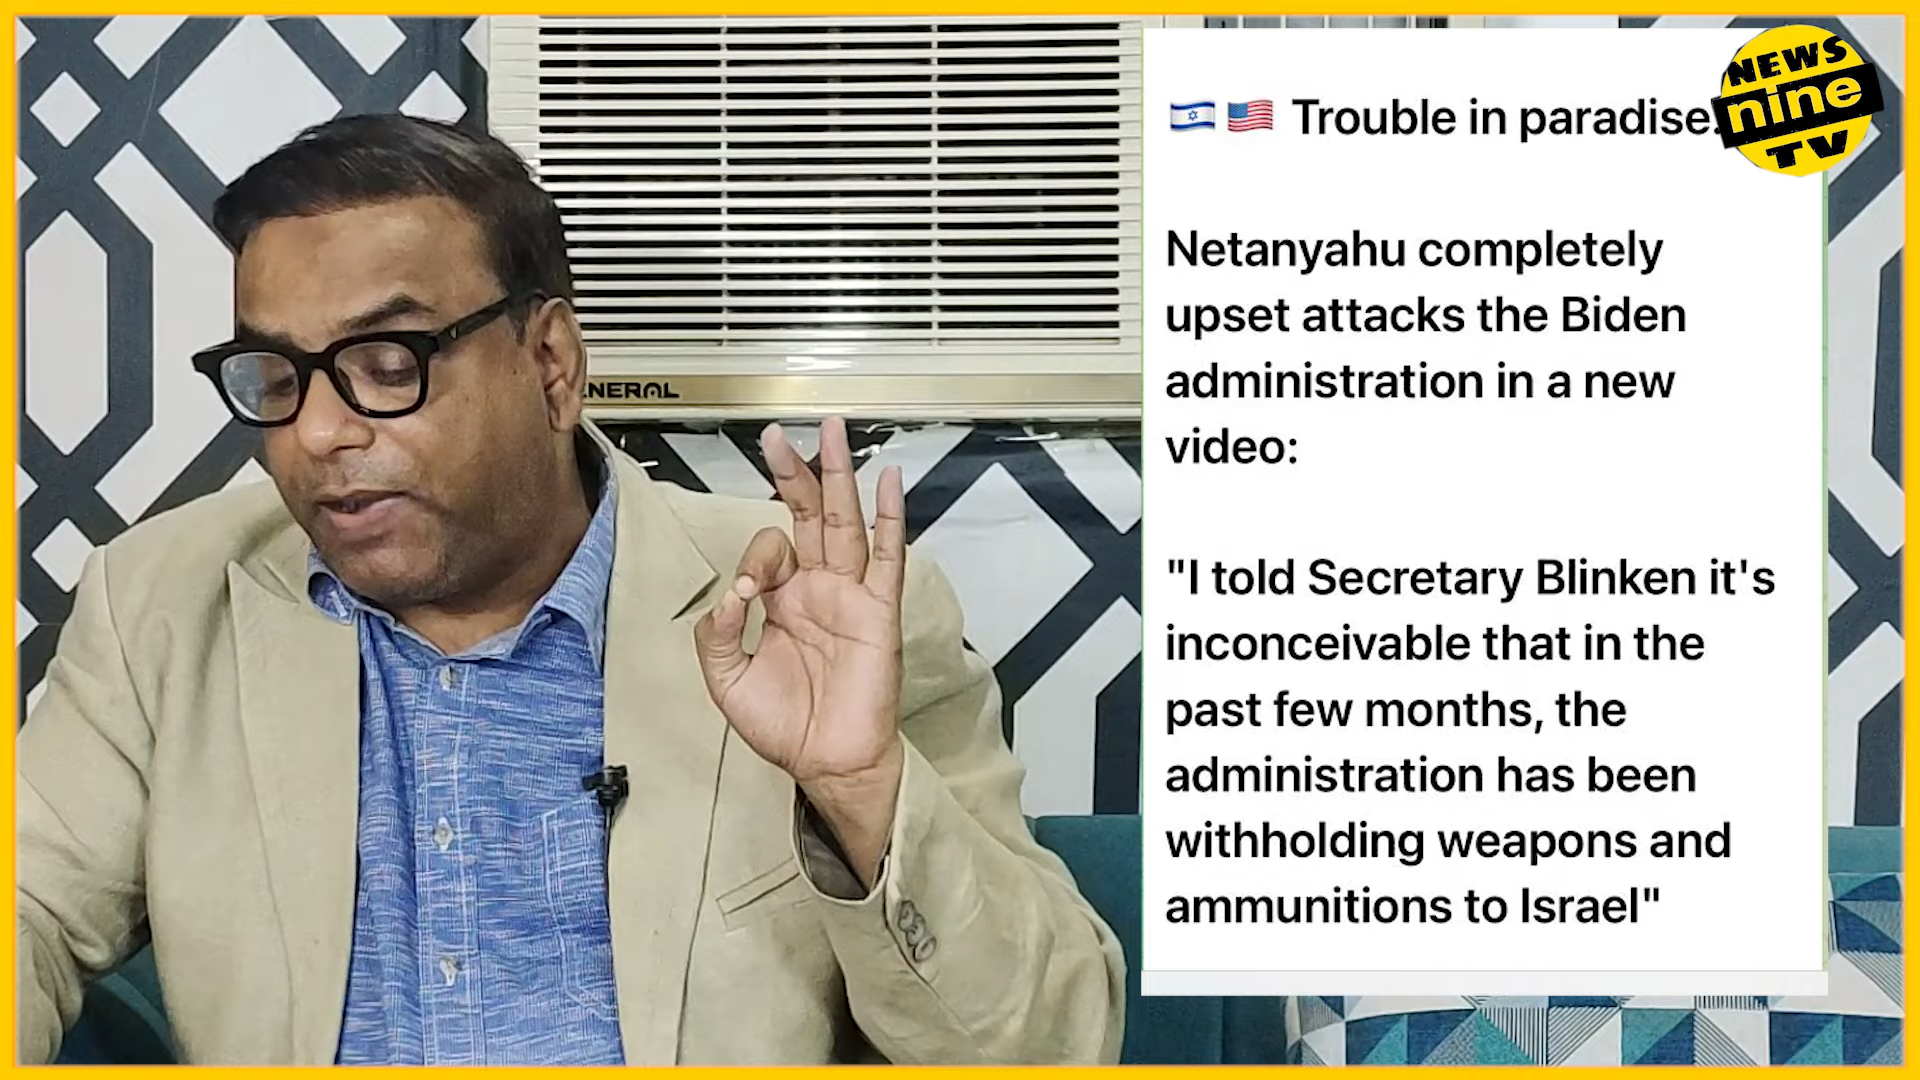 🇮🇱 🇺🇸 Trouble in paradise:
Netanyahu completely
upset attacks the Biden
administration in a new
video:
"I told Secretary Blinken it's
inconceivable that in the
past few months, the
administration has been
withholding weapons and
ammunitions to Israel"
NEWS
nine
TV
ENERAL